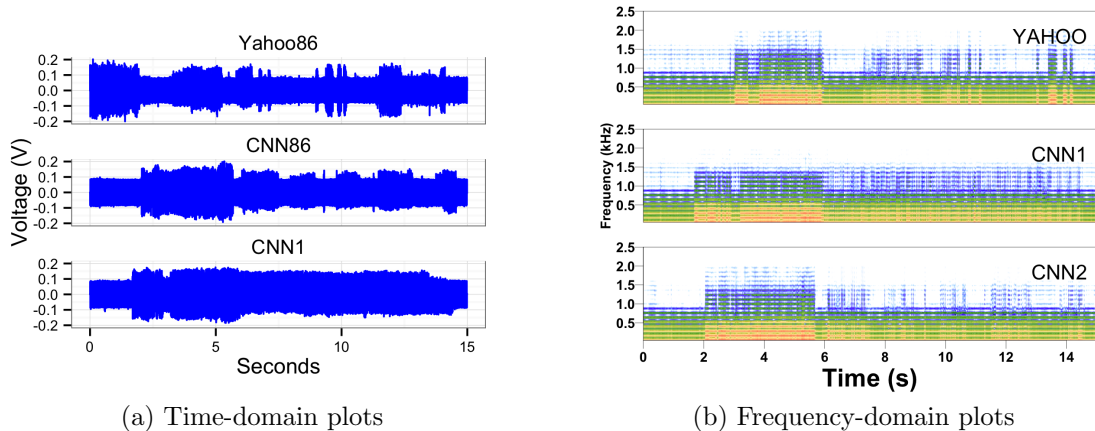 Yahoo86
0.2
0.1
0.0
-0.1
-0.2
CNN86
0.2
0.1
0.0
-0.1
-0.2
CNN1
0.2
0.1
0.0
-0.1
-0.2
0 5 10 15
Voltage (V)
Seconds
(a) Time-domain plots
YAHOO
2.5
2.0
1.5
1.0
0.5
CNN1
2.5
2.0
1.5
1.0
0.5
CNN2
2.5
2.0
1.5
1.0
0.5
0 2 4 6 8 10 12 14
Frequency (kHz)
Time (s)
(b) Frequency-domain plots